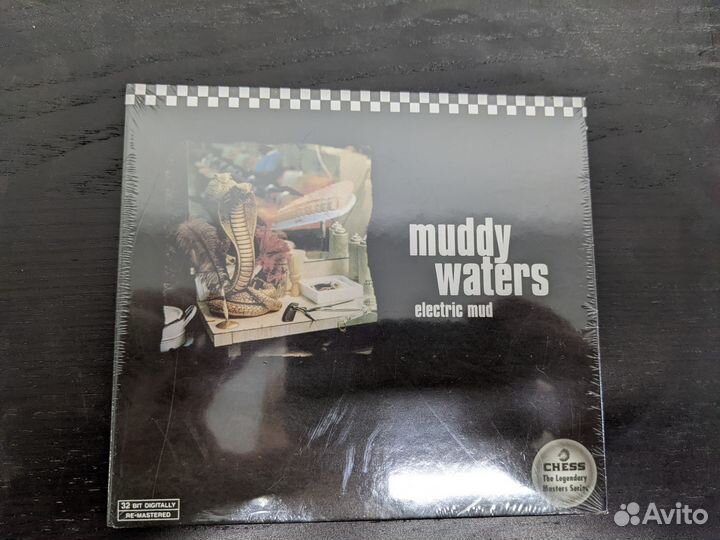 muddy
waters
electric mud
CHESS
The Legendary
Masters Series
32 BIT DIGITALLY
RE-MASTERED
Avito